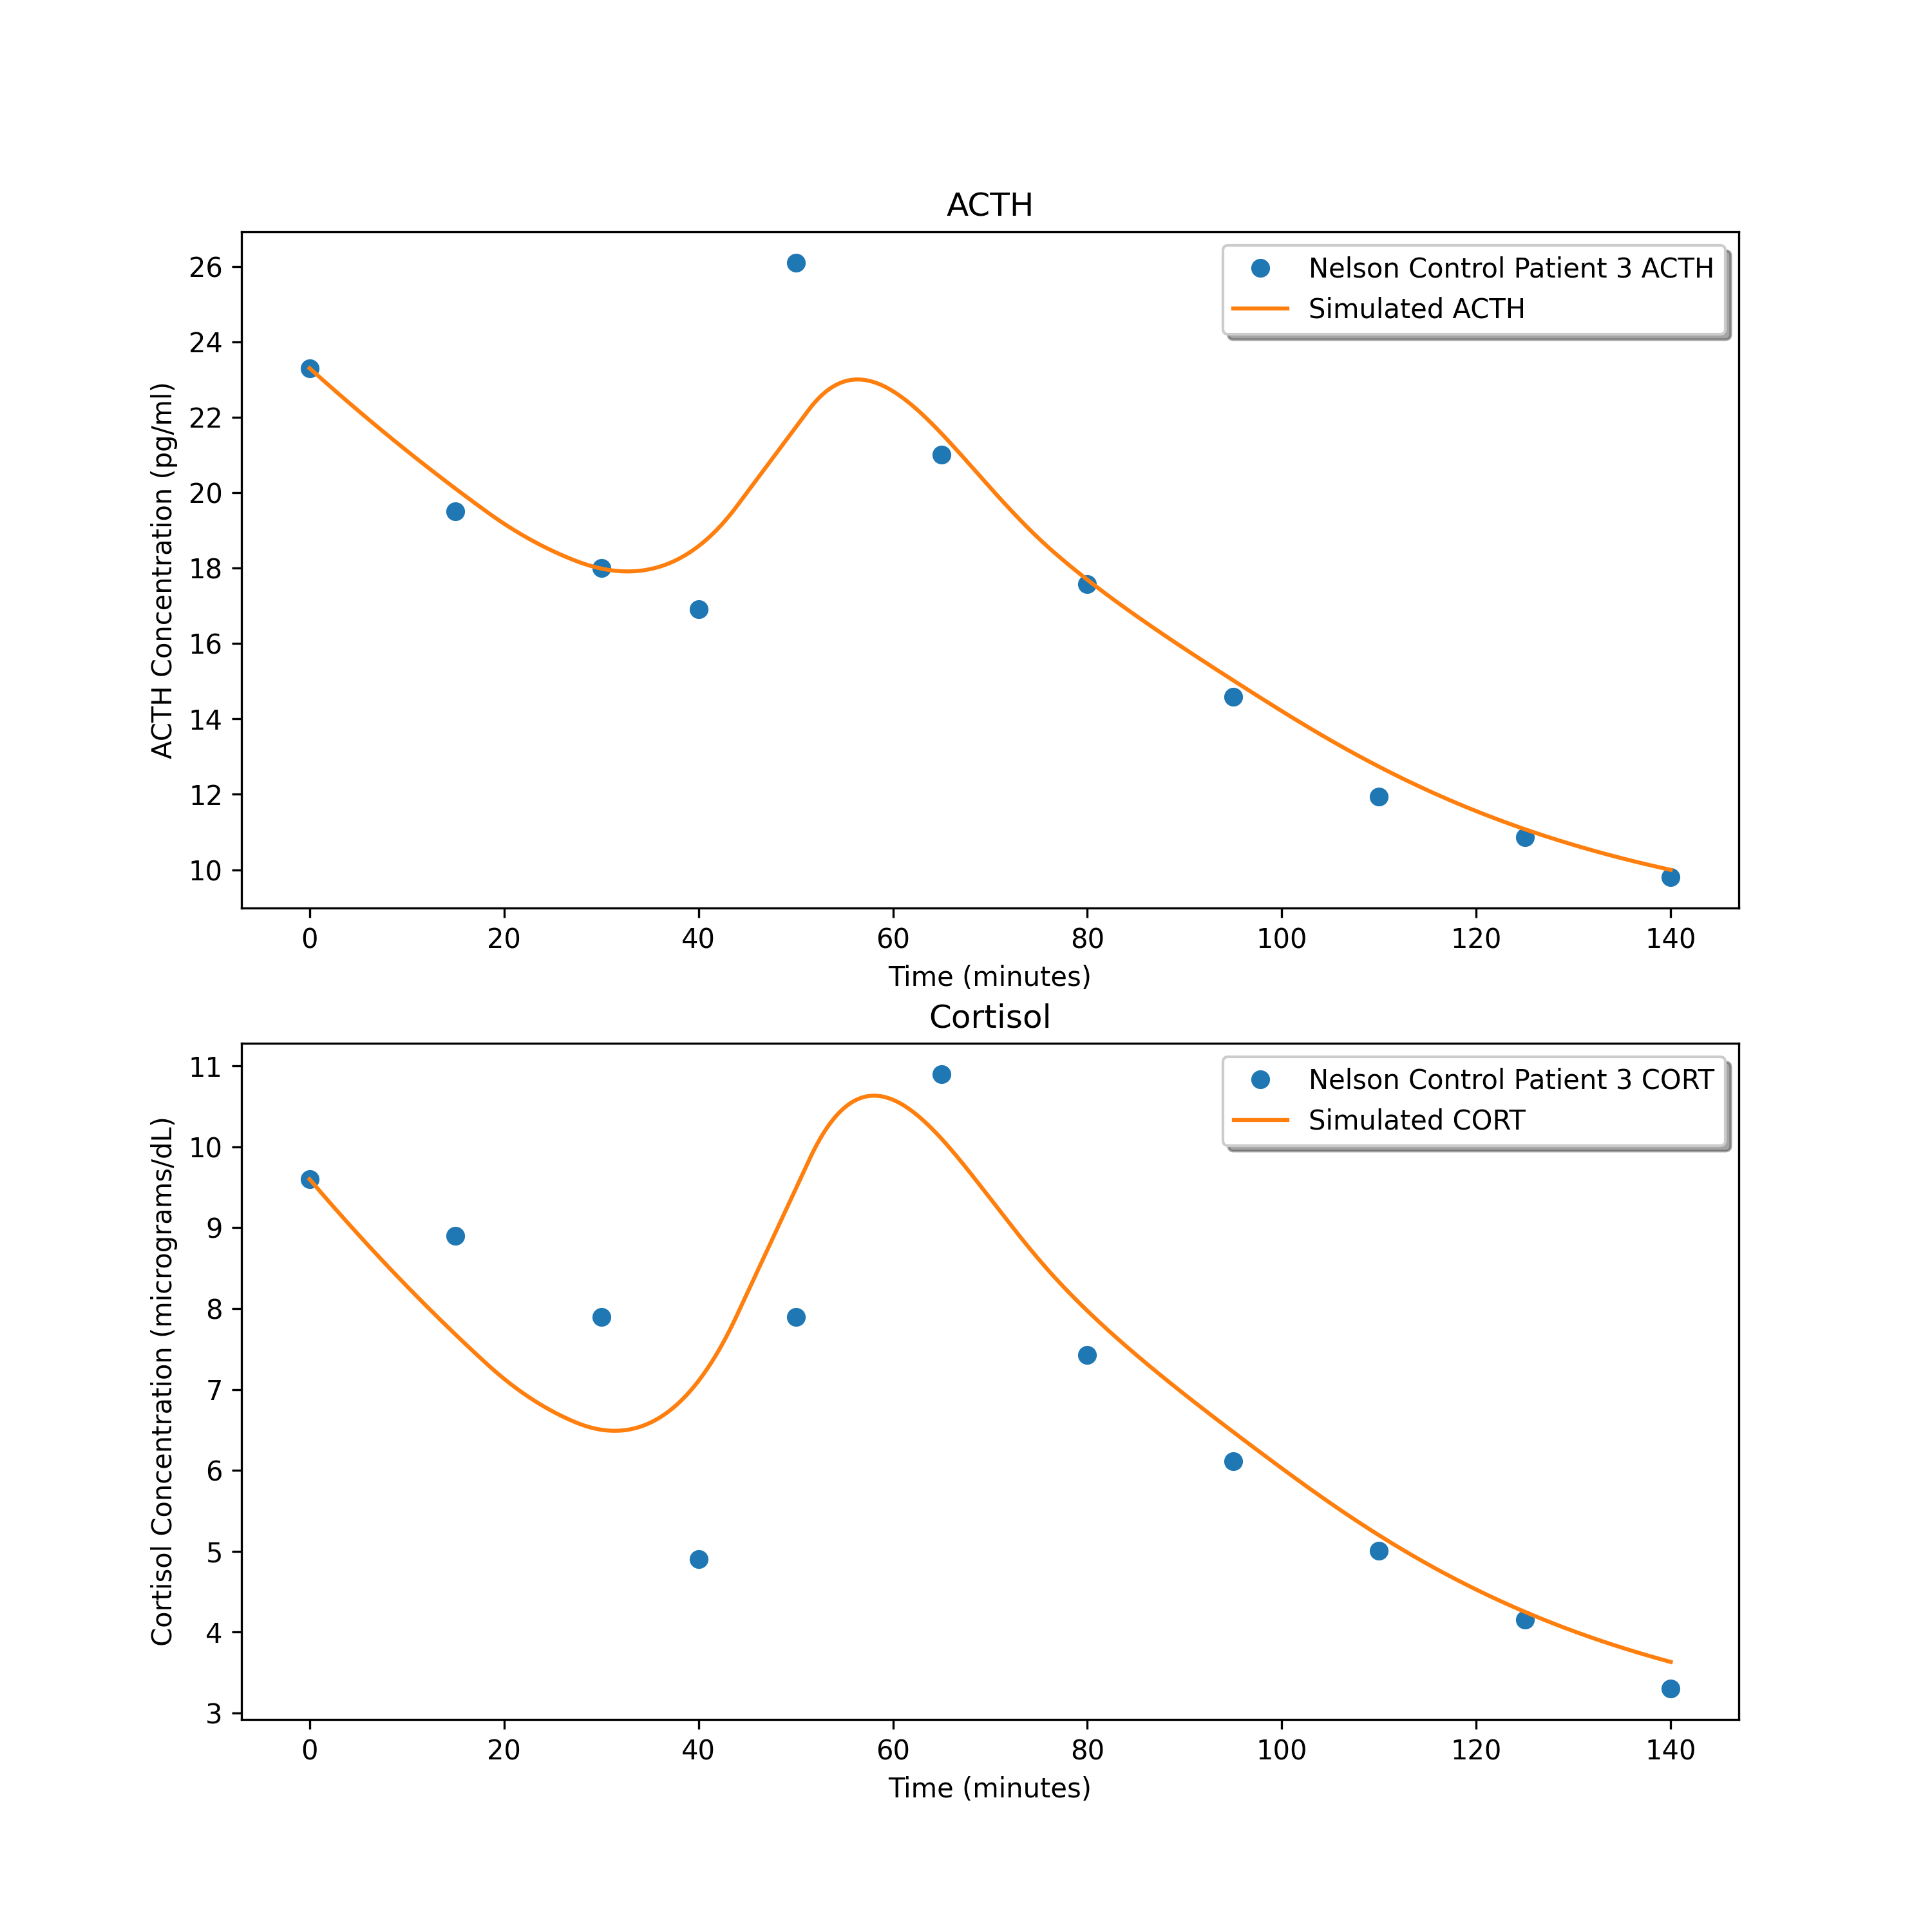 ACTH
26
24
22
20
18
16
14
12
10
ACTH Concentration (pg/ml)
Nelson Control Patient 3 ACTH
Simulated ACTH
0 20 40 60 80 100 120 140
Time (minutes)
Cortisol
11
10
9
8
7
6
5
4
3
Cortisol Concentration (micrograms/dL)
Nelson Control Patient 3 CORT
Simulated CORT
0 20 40 60 80 100 120 140
Time (minutes)